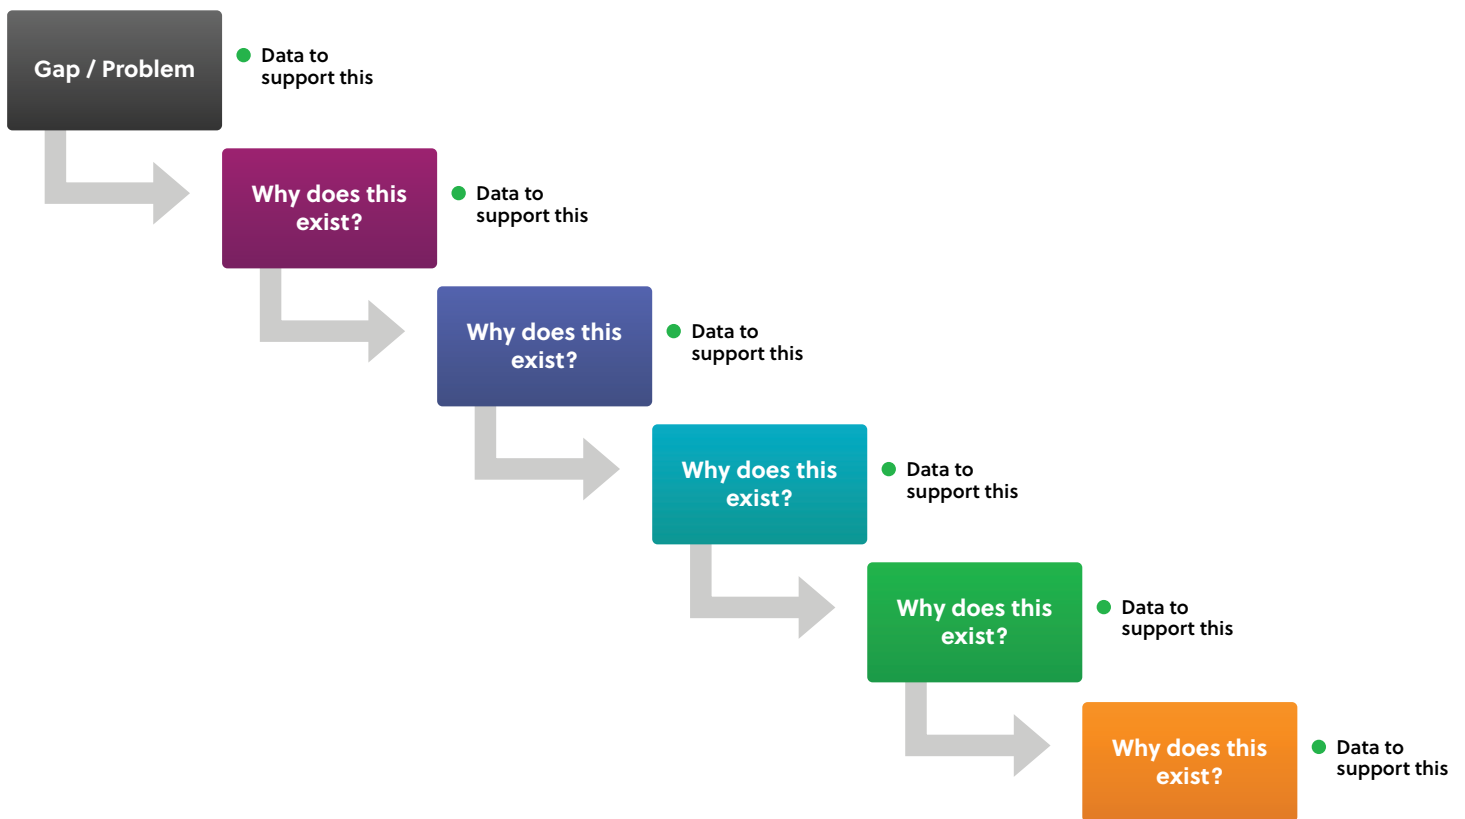 Gap / Problem
Data to
support this
Why does this
exist?
Data to
support this
Why does this
exist?
Data to
support this
Why does this
exist?
Data to
support this
Why does this
exist?
Data to
support this
Why does this
exist?
Data to
support this